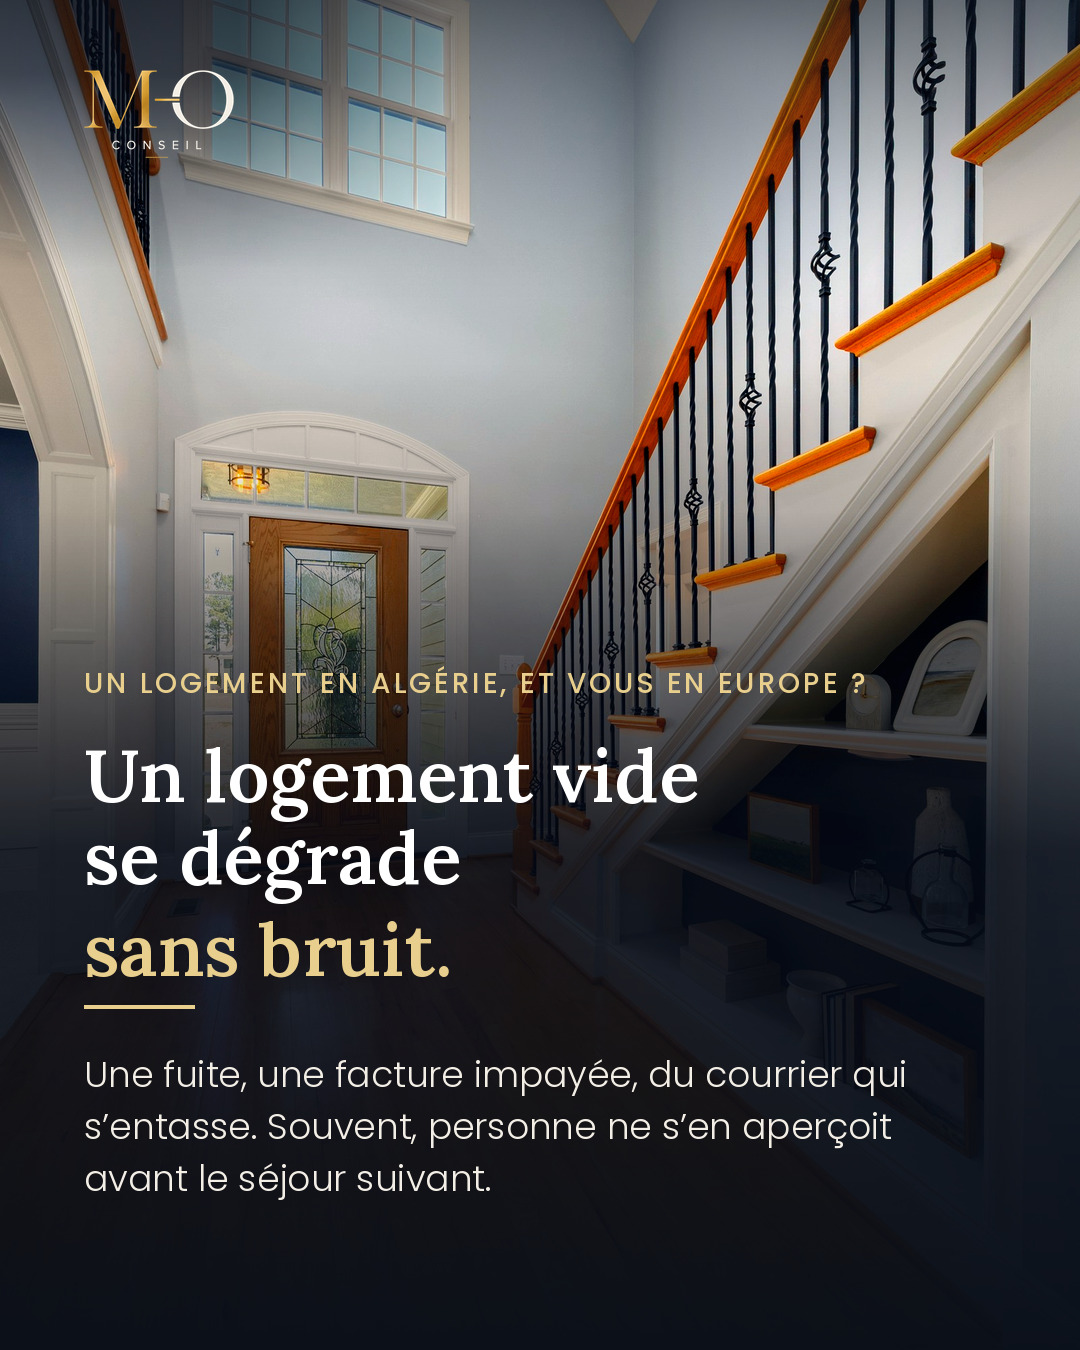 M-O
CONSEIL
UN LOGEMENT EN ALGÉRIE, ET VOUS EN EUROPE ?
Un logement vide
se dégrade
sans bruit.
Une fuite, une facture impayée, du courrier qui
s’entasse. Souvent, personne ne s’en aperçoit
avant le séjour suivant.